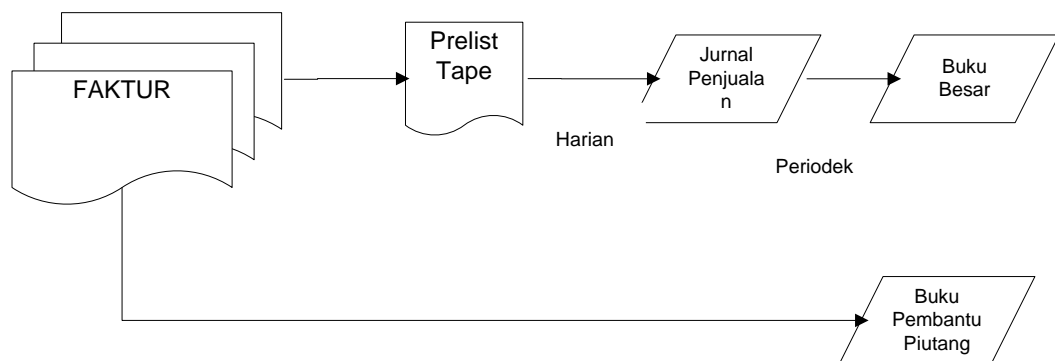 FAKTUR
Prelist
Tape
Jurnal
Penjuala
n
Buku
Besar
Harian
Periodek
Buku
Pembantu
Piutang